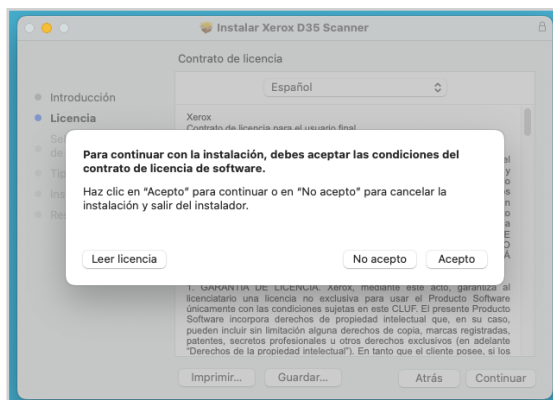 Instalar Xerox D35 Scanner
Contrato de licencia
Español
Introducción
Licencia
Xerox
Contrato de licencia para el usuario final
Para continuar con la instalación, debes aceptar las condiciones del
contrato de licencia de software.
Haz clic en “Acepto” para continuar o en “No acepto” para cancelar la
instalación y salir del instalador.
Leer licencia
No acepto
Acepto
1. GARANTÍA DE LICENCIA. Xerox, mediante este acto, garantiza al
licenciatario una licencia no exclusiva para usar el Producto Software
únicamente con las condiciones sujetas en este CLUF. El presente Producto
Software incorpora derechos de propiedad intelectual que, en su caso,
pueden incluir sin limitación alguna derechos de copia, marcas registradas,
patentes, secretos profesionales u otros derechos exclusivos (en adelante
“Derechos de la propiedad intelectual”). En tanto que el cliente posee, si los
Imprimir...
Guardar...
Atrás
Continuar